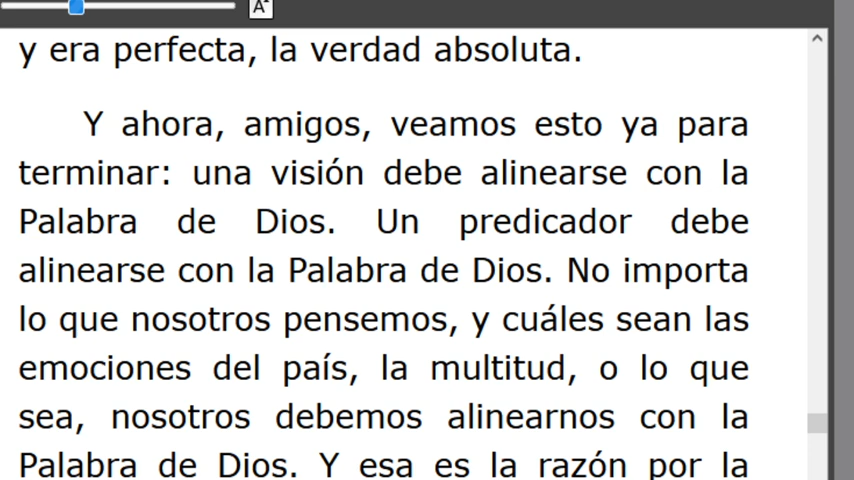 A
y era perfecta, la verdad absoluta.
Y ahora, amigos, veamos esto ya para
terminar: una visión debe alinearse con la
Palabra de Dios. Un predicador debe
alinearse con la Palabra de Dios. No importa
lo que nosotros pensemos, y cuáles sean las
emociones del país, la multitud, o lo que
sea, nosotros debemos alinearnos con la
Palabra de Dios. Y esa es la razón por la